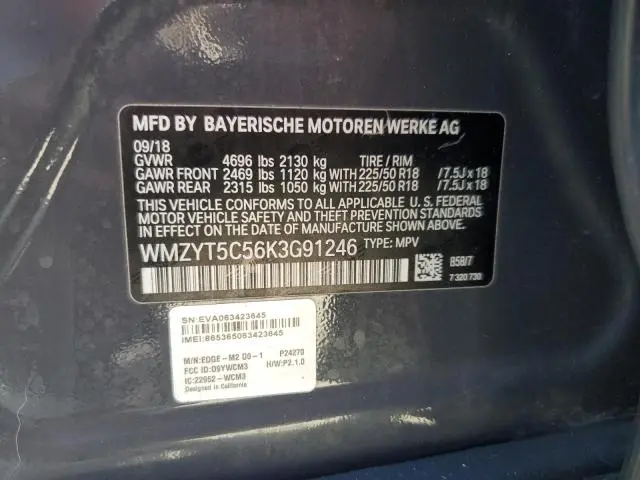 MFD BY BAYERISCHE MOTOREN WERKE AG
09/18
GVWR 4696 lbs 2130 kg TIRE / RIM
GAWR FRONT 2469 lbs 1120 kg WITH 225/50 R18 /7.5J x 18
GAWR REAR 2315 lbs 1050 kg WITH 225/50 R18 /7.5J x 18
THIS VEHICLE CONFORMS TO ALL APPLICABLE U. S. FEDERAL
MOTOR VEHICLE SAFETY, BUMPER AND THEFT PREVENTION STANDARDS
IN EFFECT ON THE DATE OF MANUFACTURE SHOWN ABOVE.
WMZYT5C56K3G91246 TYPE: MPV
B58/7
7 320 730
SN:EVA063423645
IMEI:865365063423645
M/N:EDGE-M2 D0-1 P24270
FCC ID:O9YWCM3 H/W:P2.1.0
IC:22952-WCM3
Designed in California